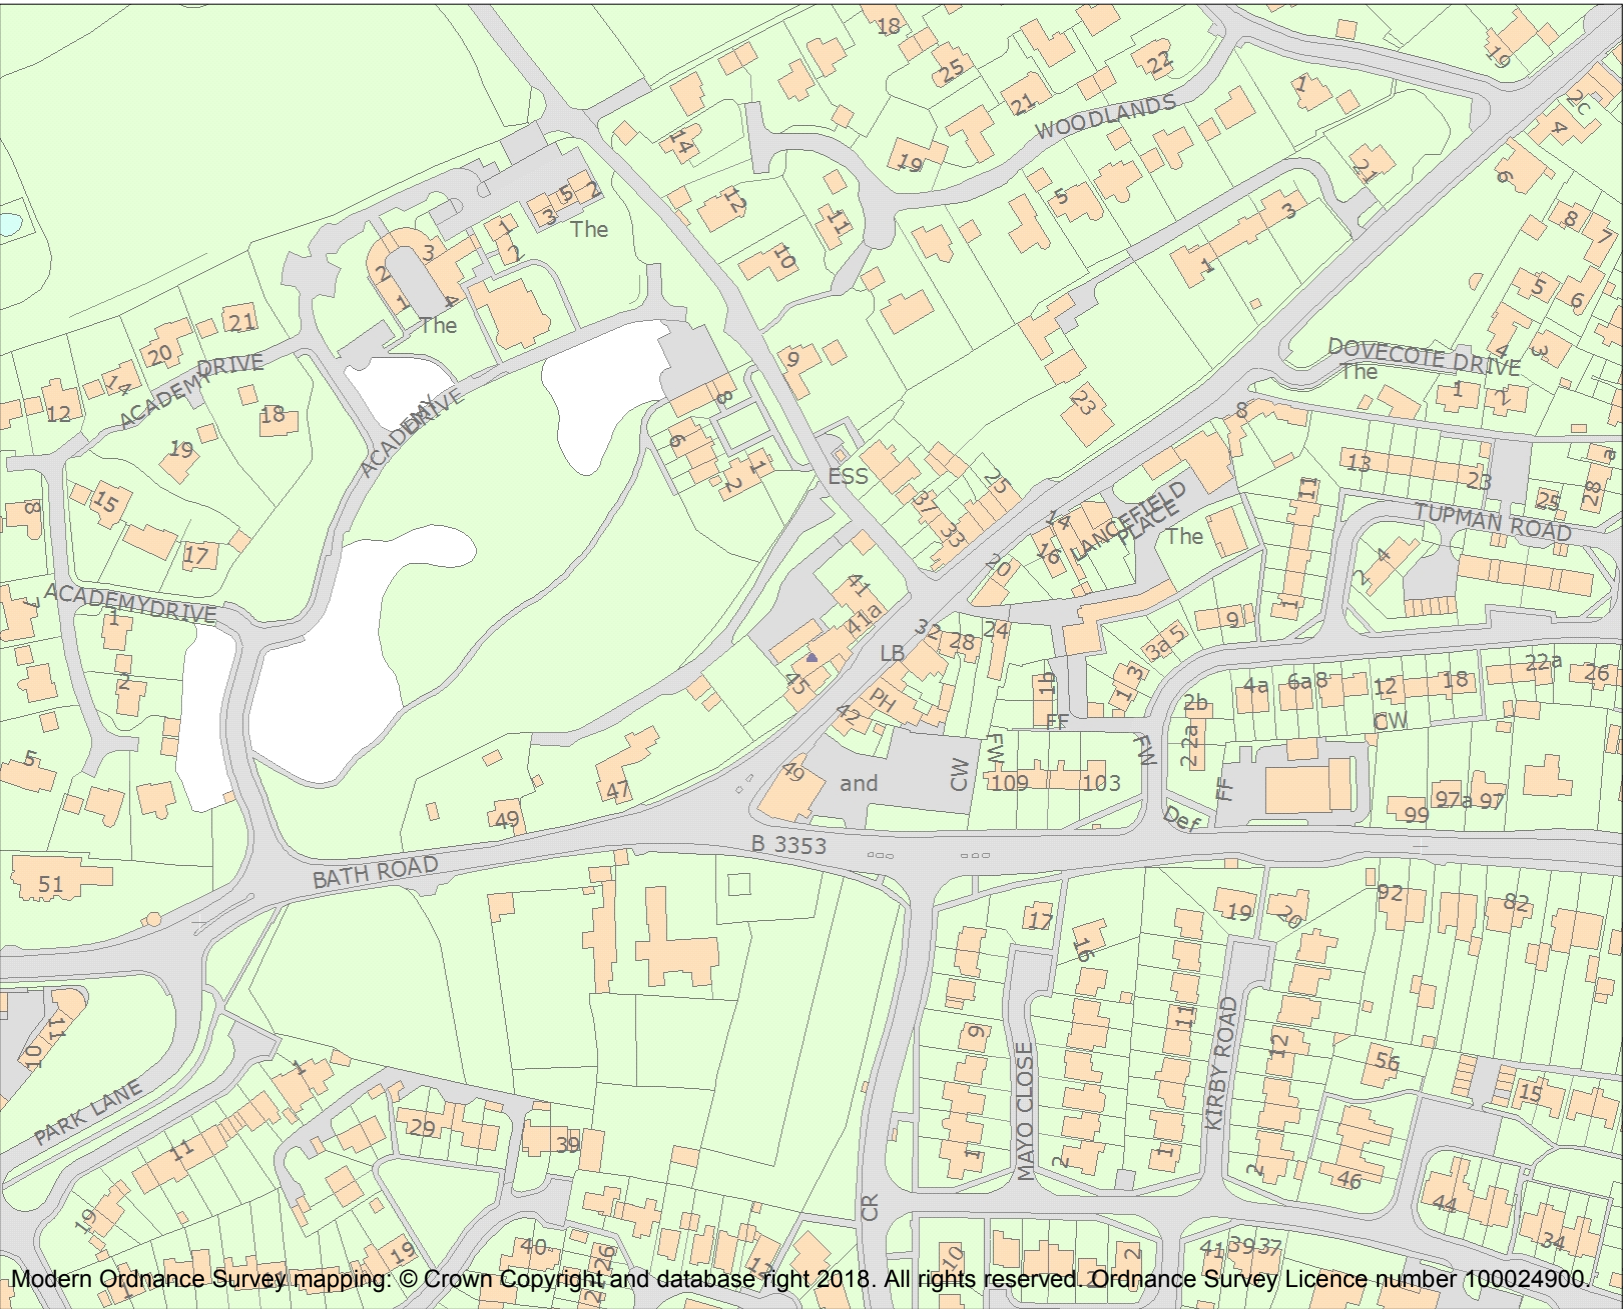 18
25
22
21
19
1
2c
4
WOODLANDS
14
19
6
21
5
2
3
The
12
11
5
3
8
7
1
2
3
2
1
4
10
1
5
6
21
The
20
DRIVE
ACADEMY
14
12
18
9
8
DOVECOTE DRIVE
The
4
3
1
2
ACADEMY
DRIVE
23
8
19
6
1
2
ESS
25
37
33
13
23
11
25
28
a
8
15
17
14
16
LANCEFIELD
PLACE
The
TUPMAN ROAD
4
2
20
41
41a
7
ACADEMYDRIVE
1
32
28
24
9
1
LB
3a
5
3
1
2
45
PH
42
1b
FF
2b
4a
6a
8
12
18
22a
26
CW
FW
FW
2a
2
5
49
and
CW
109
103
FF
47
49
Def
99
97a
97
B 3353
51
BATH ROAD
17
19
20
92
82
16
11
10
9
11
12
56
MAYO CLOSE
KIRBY ROAD
1
PARK LANE
29
39
11
15
1
2
1
2
46
44
19
CR
34
19
40
26
10
2
41
39
37
Modern Ordnance Survey mapping: © Crown Copyright and database right 2018. All rights reserved. Ordnance Survey Licence number 100024900.